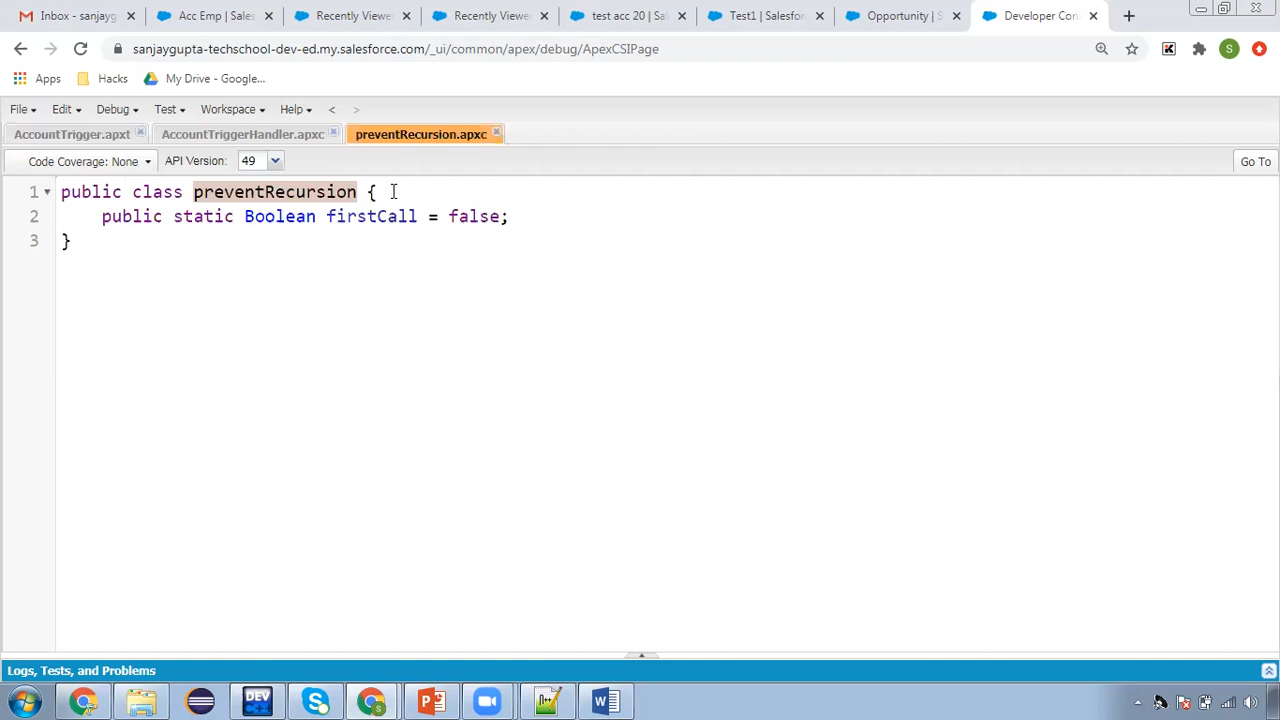 Inbox - sanjayg
Acc Emp | Sales
Recently Viewe
Recently Viewe
test acc 20 | Sa
Test1 | Salesfo
Opportunity | S
Developer Con
sanjaygupta-techschool-dev-ed.my.salesforce.com/_ui/common/apex/debug/ApexCSIPage
S
Apps
Hacks
My Drive - Google...
File
Edit
Debug
Test
Workspace
Help
<
>
AccountTrigger.apxt
AccountTriggerHandler.apxc
preventRecursion.apxc
Code Coverage: None
API Version:
49
Go To
1 public class preventRecursion {
2 public static Boolean firstCall = false;
3 }
Logs, Tests, and Problems
DEV
C++